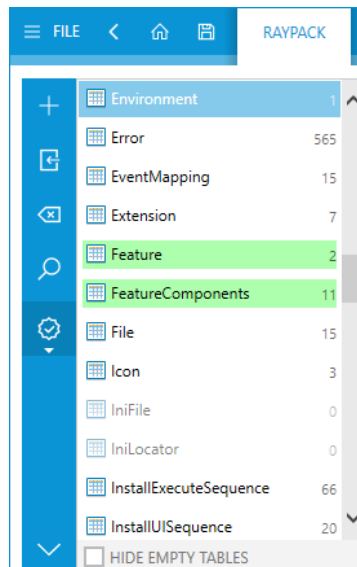 FILE RAYPACK
Environment 1
Error 565
EventMapping 15
Extension 7
Feature 2
FeatureComponents 11
File 15
Icon 3
IniFile 0
IniLocator 0
InstallExecuteSequence 66
InstallUISequence 20
HIDE EMPTY TABLES